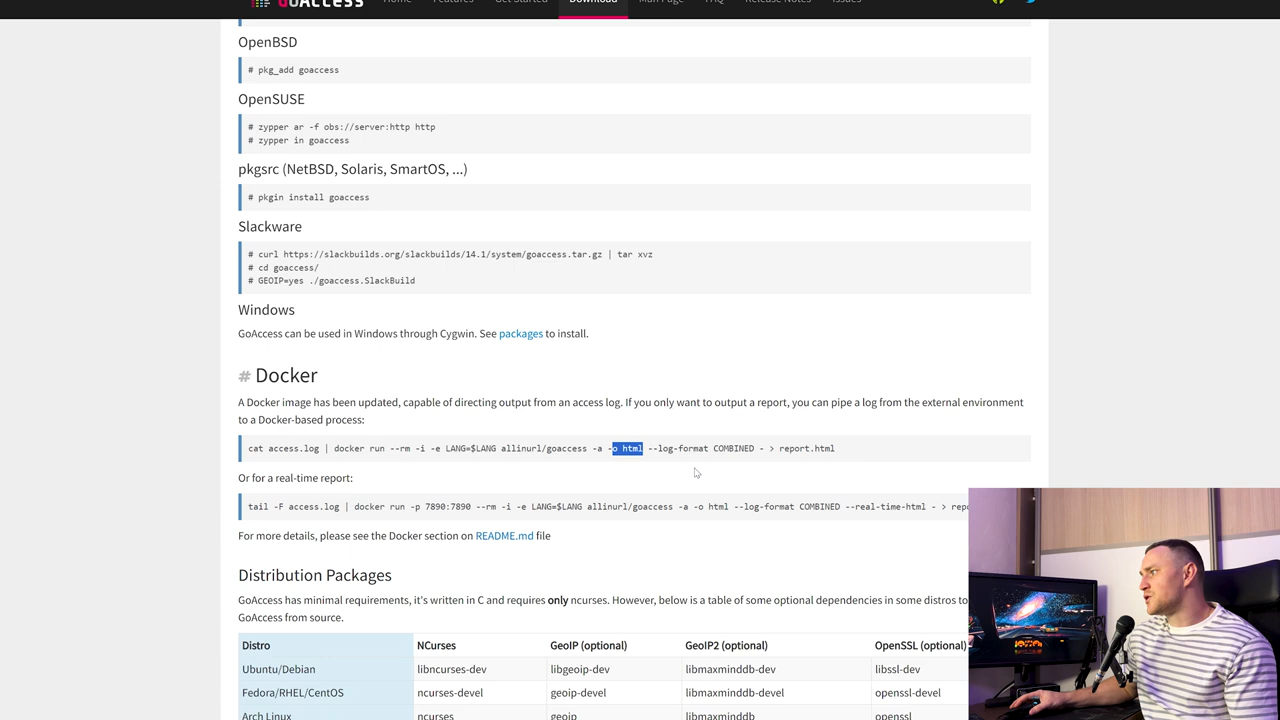 GOACCESS Home Features Get Started Download Man Page FAQ Release Notes Issues
OpenBSD
# pkg_add goaccess
OpenSUSE
# zypper ar -f obs://server:http http
# zypper in goaccess
pkgsrc (NetBSD, Solaris, SmartOS, ...)
# pkgin install goaccess
Slackware
# curl https://slackbuilds.org/slackbuilds/14.1/system/goaccess.tar.gz | tar xvz
# cd goaccess/
# GEOIP=yes ./goaccess.SlackBuild
Windows
GoAccess can be used in Windows through Cygwin. See packages to install.
# Docker
A Docker image has been updated, capable of directing output from an access log. If you only want to output a report, you can pipe a log from the external environment
to a Docker-based process:
cat access.log | docker run --rm -i -e LANG=$LANG allinurl/goaccess -a -o html --log-format COMBINED - > report.html
Or for a real-time report:
tail -F access.log | docker run -p 7890:7890 --rm -i -e LANG=$LANG allinurl/goaccess -a -o html --log-format COMBINED --real-time-html - > repo
For more details, please see the Docker section on README.md file
Distribution Packages
GoAccess has minimal requirements, it's written in C and requires only ncurses. However, below is a table of some optional dependencies in some distros to
GoAccess from source.
Distro NCurses GeoIP (optional) GeoIP2 (optional) OpenSSL (optional)
Ubuntu/Debian libncurses-dev libgeoip-dev libmaxminddb-dev libssl-dev
Fedora/RHEL/CentOS ncurses-devel geoip-devel libmaxminddb-devel openssl-devel
Arch Linux ncurses geoip libmaxminddb openssl